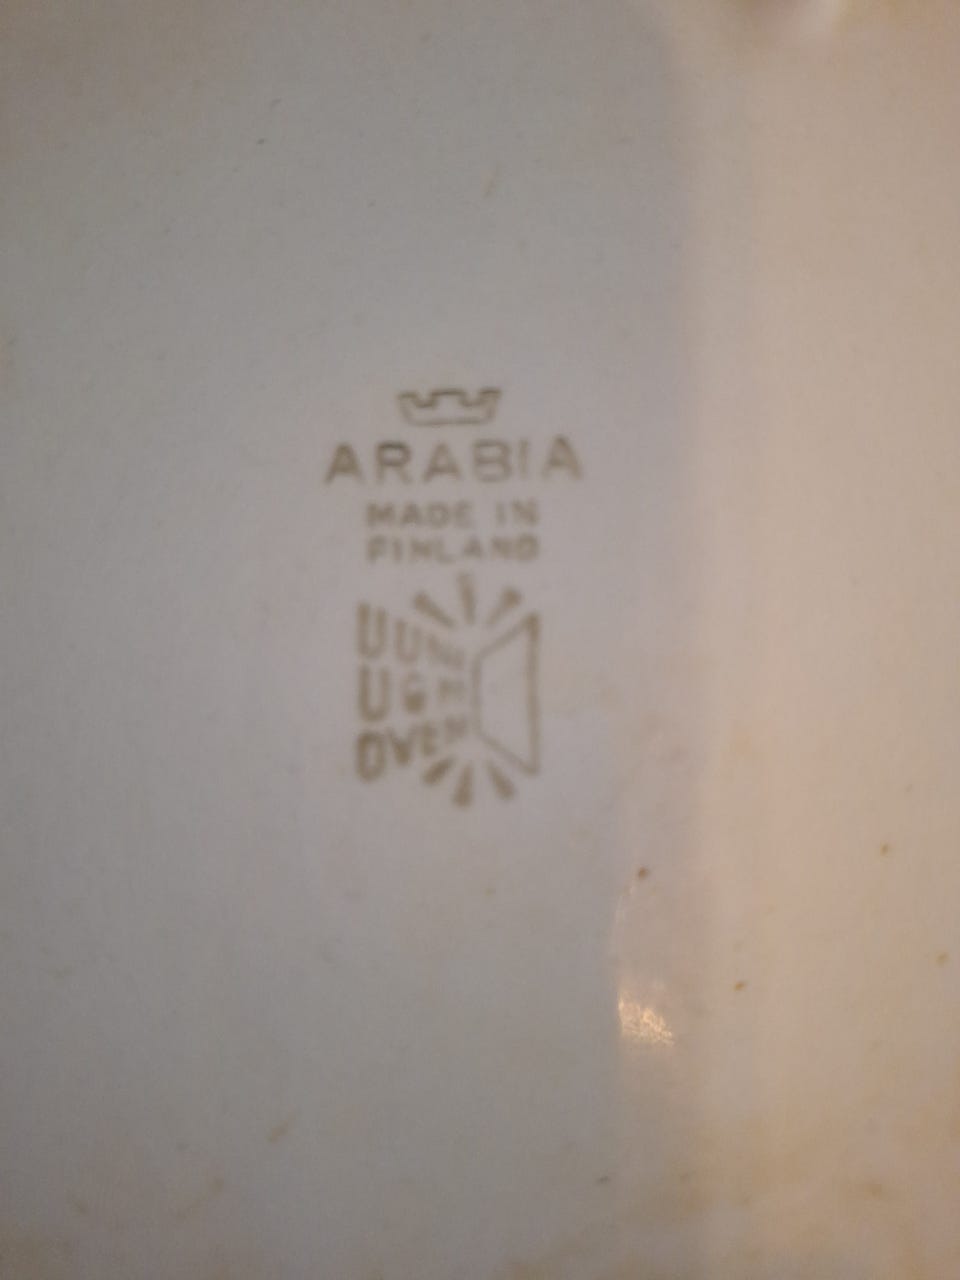 ARABIA
MADE IN
FINLAND
UUNI
UGN
OVEN